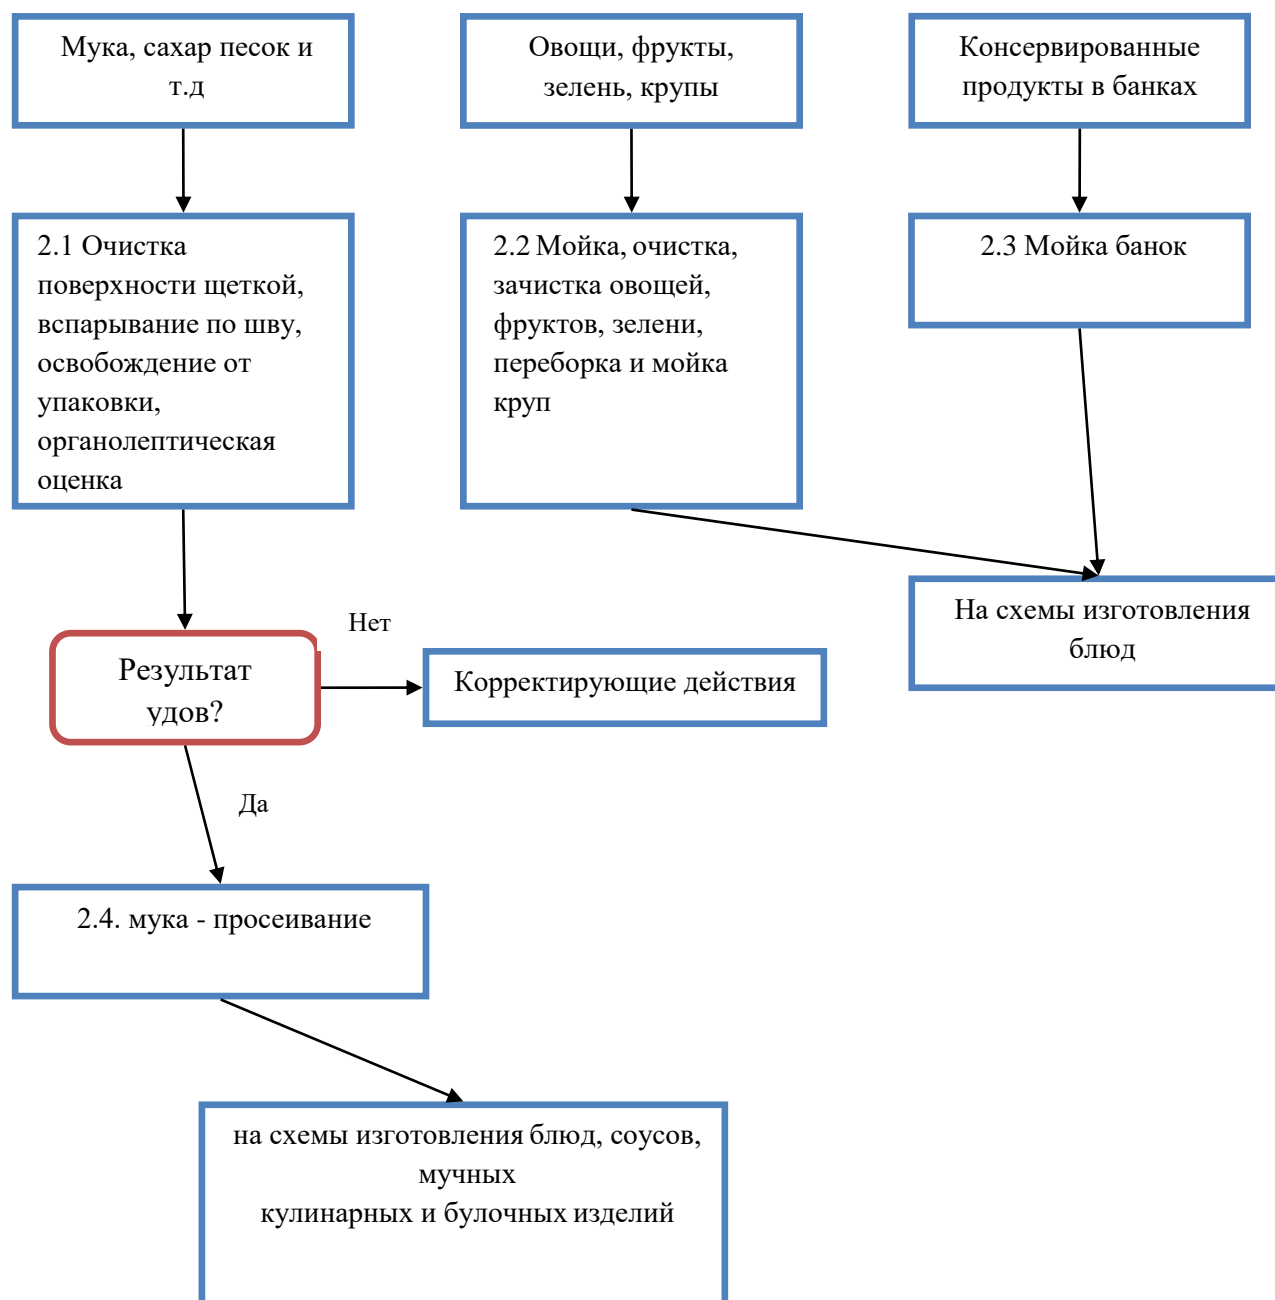 Мука, сахар песок и
т.д
Овощи, фрукты,
зелень, крупы
Консервированные
продукты в банках
2.1 Очистка
поверхности щеткой,
вспарывание по шву,
освобождение от
упаковки,
органолептическая
оценка
2.2 Мойка, очистка,
зачистка овощей,
фруктов, зелени,
переборка и мойка
круп
2.3 Мойка банок
На схемы изготовления
блюд
Нет
Результат
удов?
Корректирующие действия
Да
2.4. мука - просеивание
на схемы изготовления блюд, соусов,
мучных
кулинарных и булочных изделий